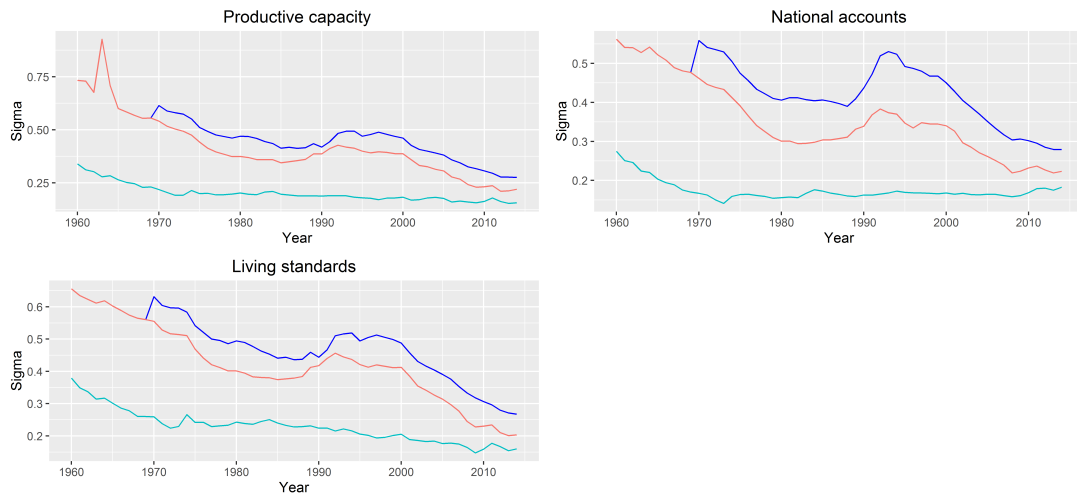 Productive capacity
Sigma
0.75
0.50
0.25
1960 1970 1980 1990 2000 2010
Year
National accounts
Sigma
0.5
0.4
0.3
0.2
1960 1970 1980 1990 2000 2010
Year
Living standards
Sigma
0.6
0.5
0.4
0.3
0.2
1960 1970 1980 1990 2000 2010
Year